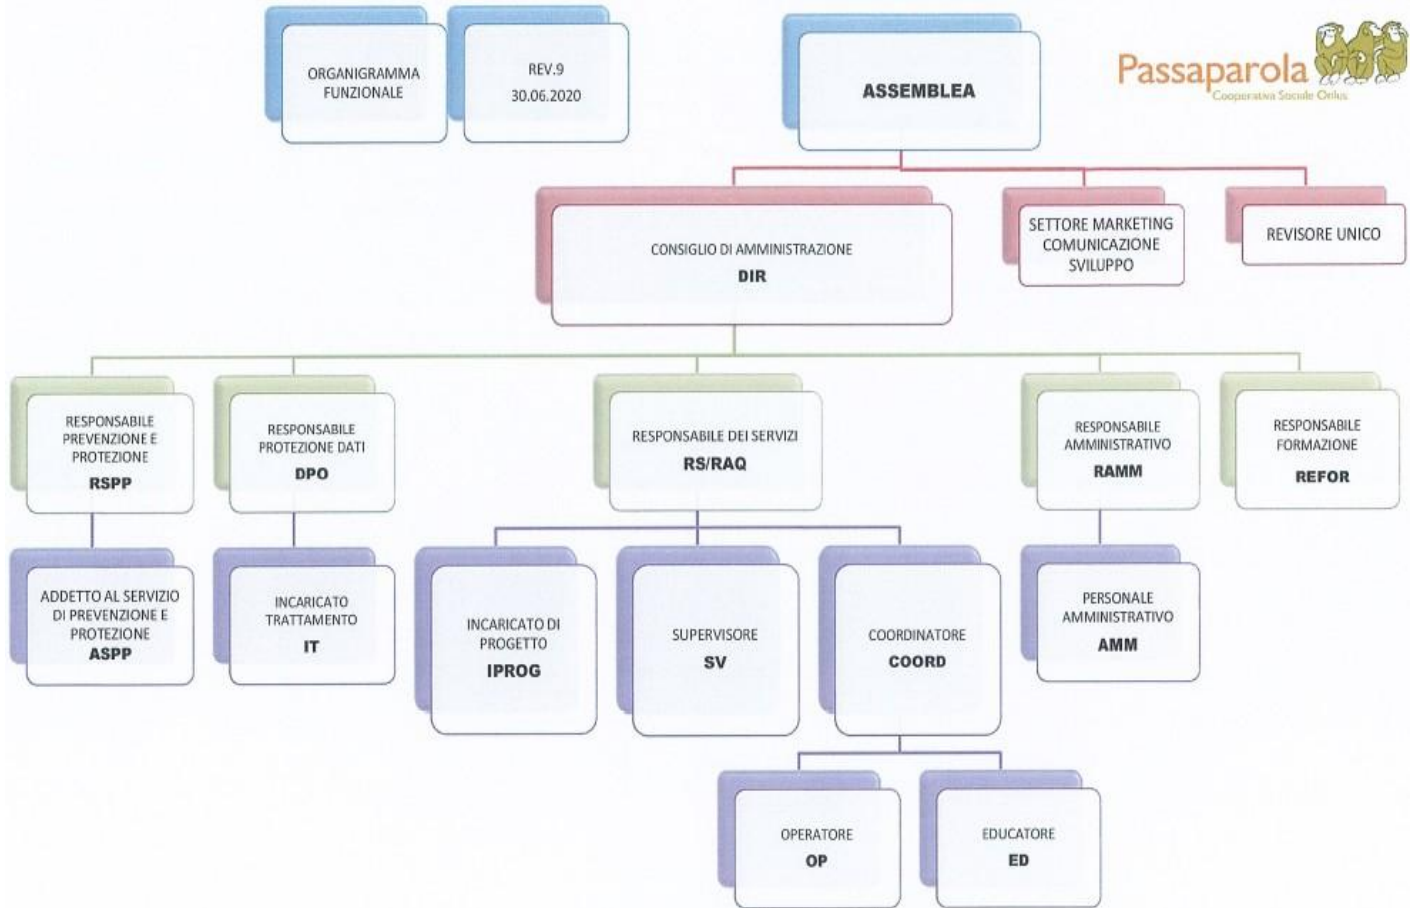 ORGANIGRAMMA
FUNZIONALE
REV.9
30.06.2020
ASSEMBLEA
Passaparola
Cooperativa Sociale Onlus
CONSIGLIO DI AMMINISTRAZIONE
DIR
SETTORE MARKETING
COMUNICAZIONE
SVILUPPO
REVISORE UNICO
RESPONSABILE
PREVENZIONE E
PROTEZIONE
RSPP
RESPONSABILE
PROTEZIONE DATI
DPO
RESPONSABILE DEI SERVIZI
RS/RAQ
RESPONSABILE
AMMINISTRATIVO
RAMM
RESPONSABILE
FORMAZIONE
REFOR
ADDETTO AL SERVIZIO
DI PREVENZIONE E
PROTEZIONE
ASPP
INCARICATO
TRATTAMENTO
IT
INCARICATO DI
PROGETTO
IPROG
SUPERVISORE
SV
COORDINATORE
COORD
PERSONALE
AMMINISTRATIVO
AMM
OPERATORE
OP
EDUCATORE
ED